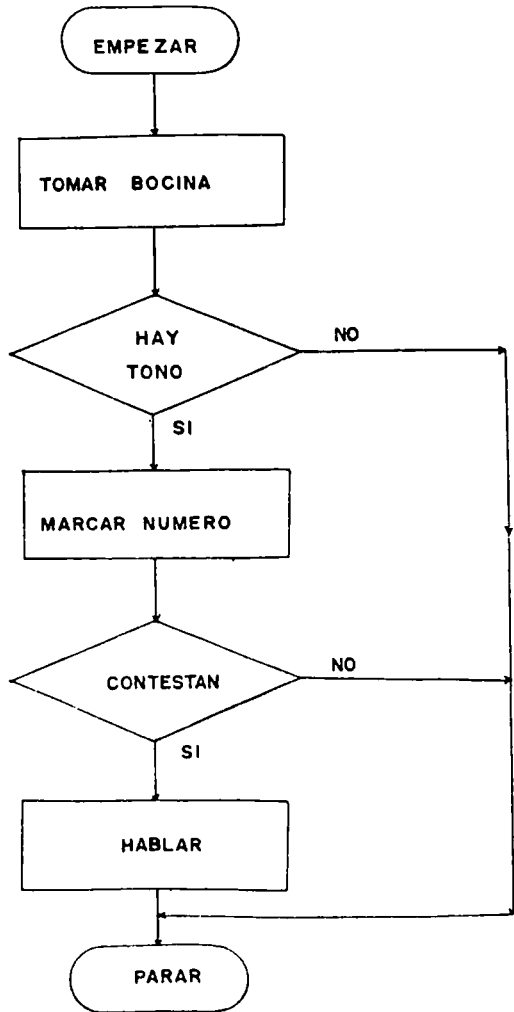 EMPEZAR
TOMAR BOCINA
HAY
TONO
NO
SI
MARCAR NUMERO
CONTESTAN
NO
SI
HABLAR
PARAR